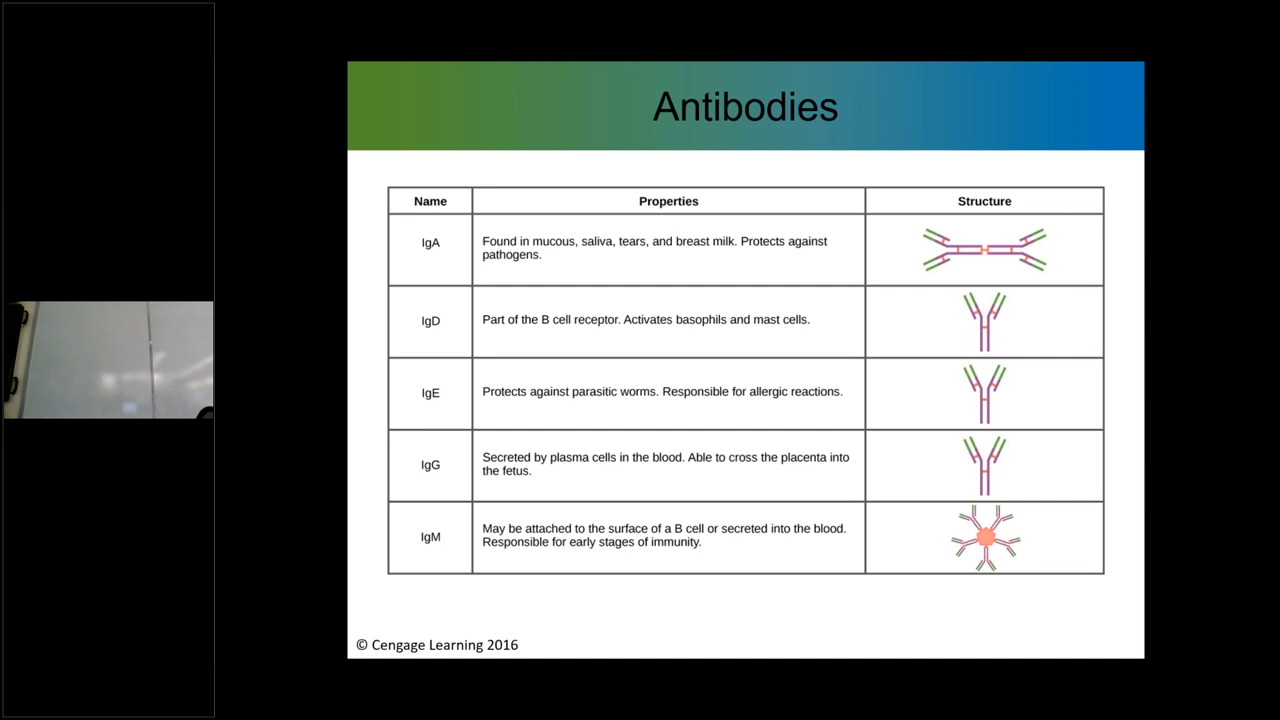 Antibodies
Name
Properties
Structure
IgA
Found in mucous, saliva, tears, and breast milk. Protects against
pathogens.
IgD
Part of the B cell receptor. Activates basophils and mast cells.
IgE
Protects against parasitic worms. Responsible for allergic reactions.
IgG
Secreted by plasma cells in the blood. Able to cross the placenta into
the fetus.
IgM
May be attached to the surface of a B cell or secreted into the blood.
Responsible for early stages of immunity.
© Cengage Learning 2016